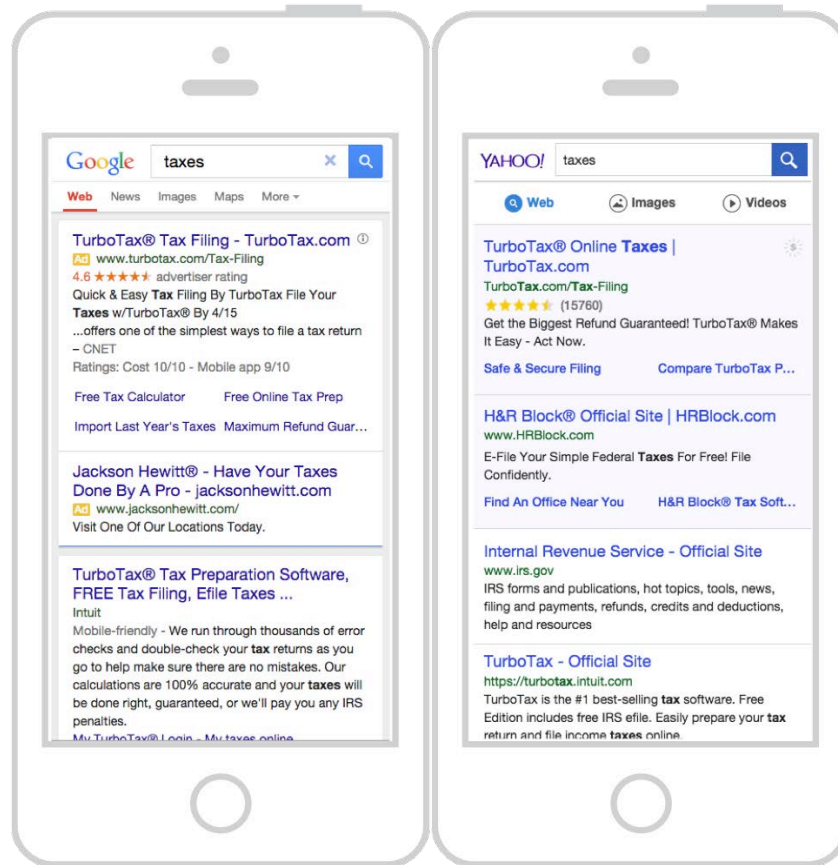 Google taxes
Web News Images Maps More
TurboTax® Tax Filing - TurboTax.com
Ad www.turbotax.com/Tax-Filing
4.6 ★★★★★ advertiser rating
Quick & Easy Tax Filing By TurboTax File Your
Taxes w/TurboTax® By 4/15
...offers one of the simplest ways to file a tax return
– CNET
Ratings: Cost 10/10 - Mobile app 9/10
Free Tax Calculator Free Online Tax Prep
Import Last Year's Taxes Maximum Refund Guar...
Jackson Hewitt® - Have Your Taxes
Done By A Pro - jacksonhewitt.com
Ad www.jacksonhewitt.com/
Visit One Of Our Locations Today.
TurboTax® Tax Preparation Software,
FREE Tax Filing, Efile Taxes ...
Intuit
Mobile-friendly - We run through thousands of error
checks and double-check your tax returns as you
go to help make sure there are no mistakes. Our
calculations are 100% accurate and your taxes will
be done right, guaranteed, or we'll pay you any IRS
penalties.
My TurboTax® Login - My taxes online
YAHOO! taxes
Web Images Videos
TurboTax® Online Taxes |
TurboTax.com
TurboTax.com/Tax-Filing
★★★★★ (15760)
Get the Biggest Refund Guaranteed! TurboTax® Makes
It Easy - Act Now.
Safe & Secure Filing Compare TurboTax P...
H&R Block® Official Site | HRBlock.com
www.HRBlock.com
E-File Your Simple Federal Taxes For Free! File
Confidently.
Find An Office Near You H&R Block® Tax Soft...
Internal Revenue Service - Official Site
www.irs.gov
IRS forms and publications, hot topics, tools, news,
filing and payments, refunds, credits and deductions,
help and resources
TurboTax - Official Site
https://turbotax.intuit.com
TurboTax is the #1 best-selling tax software. Free
Edition includes free IRS efile. Easily prepare your tax
return and file income taxes online.